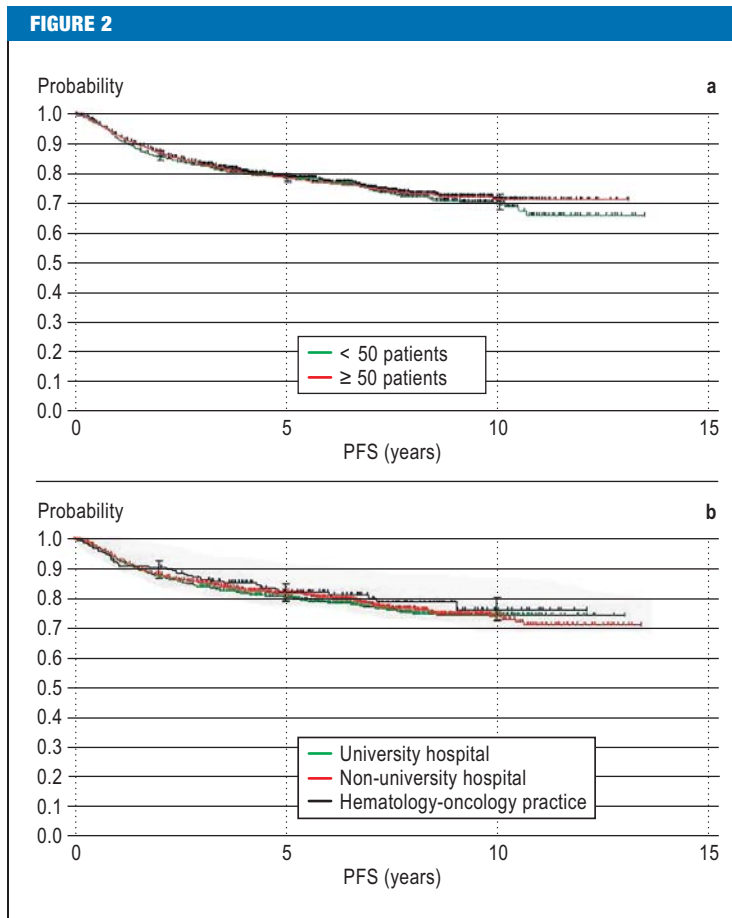 FIGURE 2
Probability a
1.0
0.9
0.8
0.7
0.6
0.5
0.4
0.3
0.2
0.1
0.0
< 50 patients
≥ 50 patients
0 5 10 15
PFS (years)
Probability b
1.0
0.9
0.8
0.7
0.6
0.5
0.4
0.3
0.2
0.1
0.0
University hospital
Non-university hospital
Hematology-oncology practice
0 5 10 15
PFS (years)